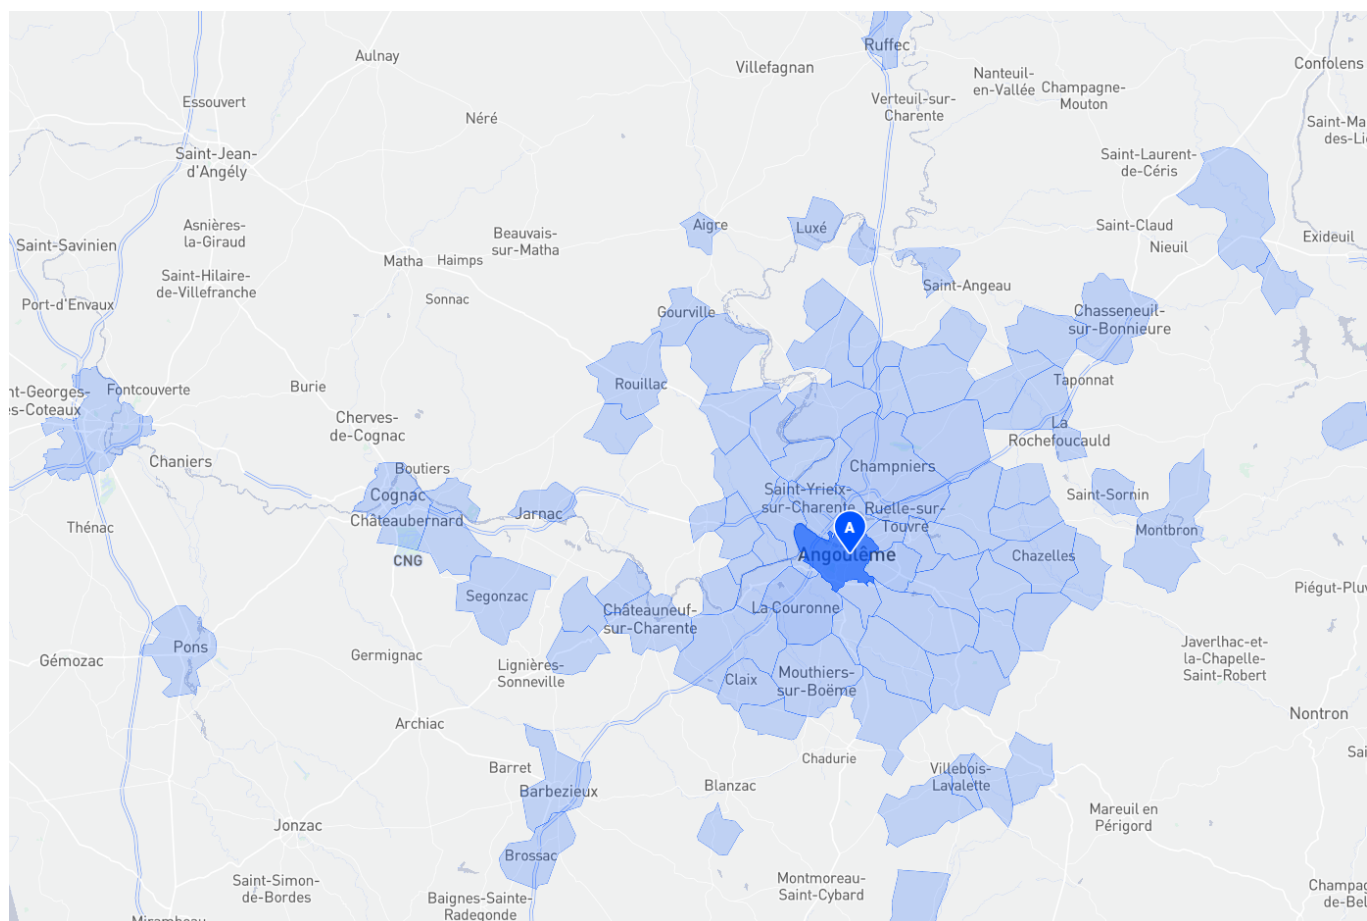 Ruffec
Aulnay
Confolens
Villefagnan
Nanteuil-
en-Vallée
Champagne-
Mouton
Essouvert
Verteuil-sur-
Charente
Néré
Saint-Jean-
d'Angély
Saint-Laurent-
de-Céris
Asnières-
la-Giraud
Aigre
Luxé
Saint-Claud
Beauvais-
sur-Matha
Exideuil
Saint-Savinien
Nieuil
Matha
Haimps
Saint-Hilaire-
de-Villefranche
Saint-Angeau
Sonnac
Port-d'Envaux
Gourville
Chasseneuil-
sur-Bonnieure
Taponnat
Rouillac
Burie
Fontcouverte
Cherves-
de-Cognac
La
Rochefoucauld
Chaniers
Boutiers
Champniers
Cognac
Saint-Yrieix-
sur-Charente
Saint-Sornin
Jarnac
Châteaubernard
Ruelle-sur-
Touvre
Thénac
A
Montbron
Angoulême
Chazelles
CNG
Segonzac
Châteauneuf-
sur-Charente
La Couronne
Pons
Germignac
Gémozac
Lignières-
Sonneville
Claix
Mouthiers-
sur-Boëme
Javerlhac-et-
la-Chapelle-
Saint-Robert
Nontron
Archiac
Chadurie
Barret
Barbezieux
Blanzac
Villebois-
Lavalette
Mareuil en
Périgord
Jonzac
Brossac
Saint-Simon-
de-Bordes
Montmoreau-
Saint-Cybard
Baignes-Sainte-
Radegonde